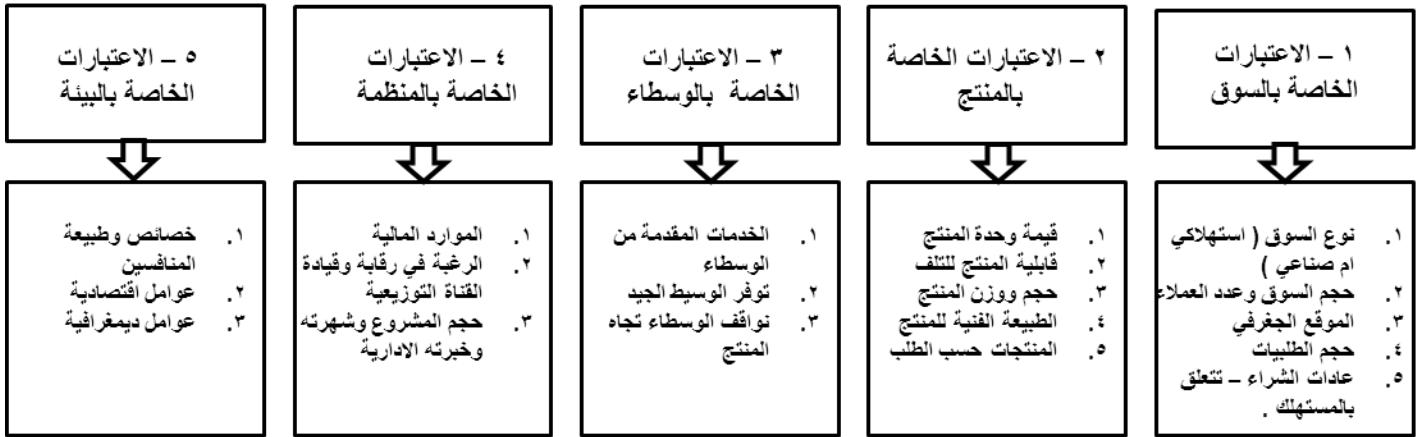 ١ – الاعتبارات
الخاصة بالسوق
٢ – الاعتبارات الخاصة
بالمنتج
٣ – الاعتبارات
الخاصة بالوسطاء
٤ – الاعتبارات
الخاصة بالمنظمة
٥ – الاعتبارات
الخاصة بالبيئة
١. نوع السوق ( استهلاكي
ام صناعي )
٢. حجم السوق وعدد العملاء
٣. الموقع الجغرفي
٤. حجم الطلبيات
٥. عادات الشراء – تتعلق
بالمستهلك .
١. قيمة وحدة المنتج
٢. قابلية المنتج للتلف
٣. حجم ووزن المنتج
٤. الطبيعة الفنية للمنتج
٥. المنتجات حسب الطلب
١. الخدمات المقدمة من
الوسطاء
٢. توفر الوسيط الجيد
٣. نواقف الوسطاء تجاه
المنتج
١. الموارد المالية
٢. الرغبة في رقابة وقيادة
القناة التوزيعية
٣. حجم المشروع وشهرته
وخبرته الادارية
١. خصائص وطبيعة
المنافسين
٢. عوامل اقتصادية
٣. عوامل ديمغرافية